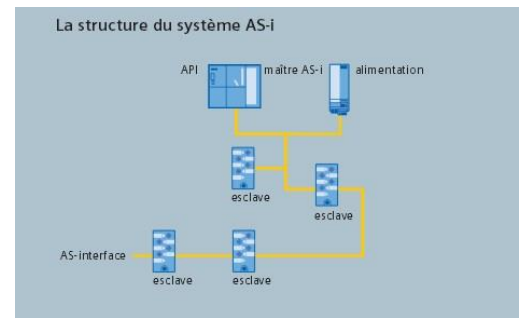 La structure du système AS-i
API maître AS-i alimentation
esclave
esclave
AS-interface
esclave esclave